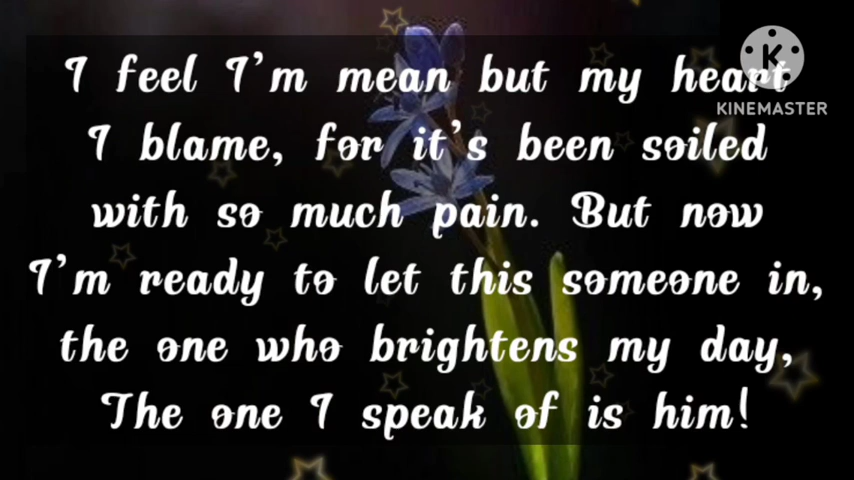 I feel I'm mean but my heart
I blame, for it's been soiled
with so much pain. But now
I'm ready to let this someone in,
the one who brightens my day,
The one I speak of is him!
K
KINEMASTER